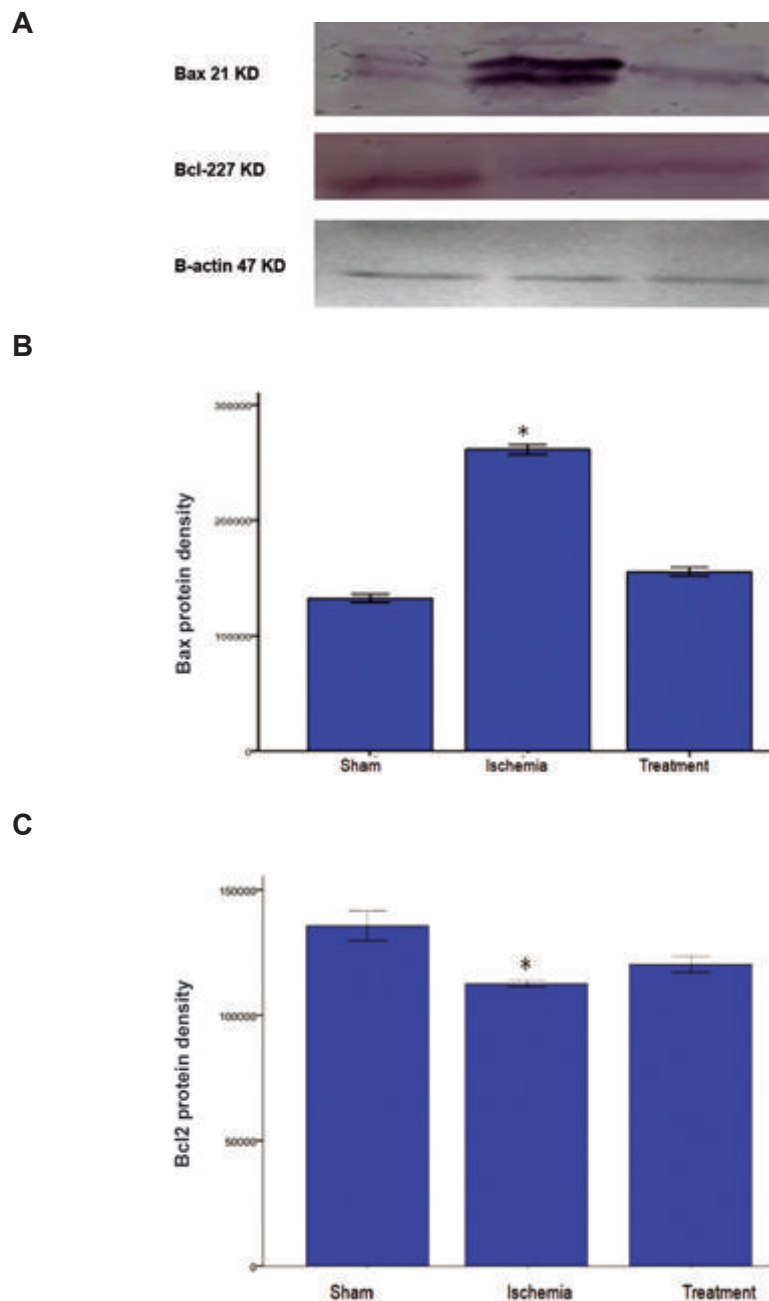 A
Bax 21 KD
Bcl-227 KD
B-actin 47 KD
B
300000
*
200000
100000
0
Bax protein density
Sham Ischemia Treatment
C
150000
*
100000
50000
0
Bcl2 protein density
Sham Ischemia Treatment